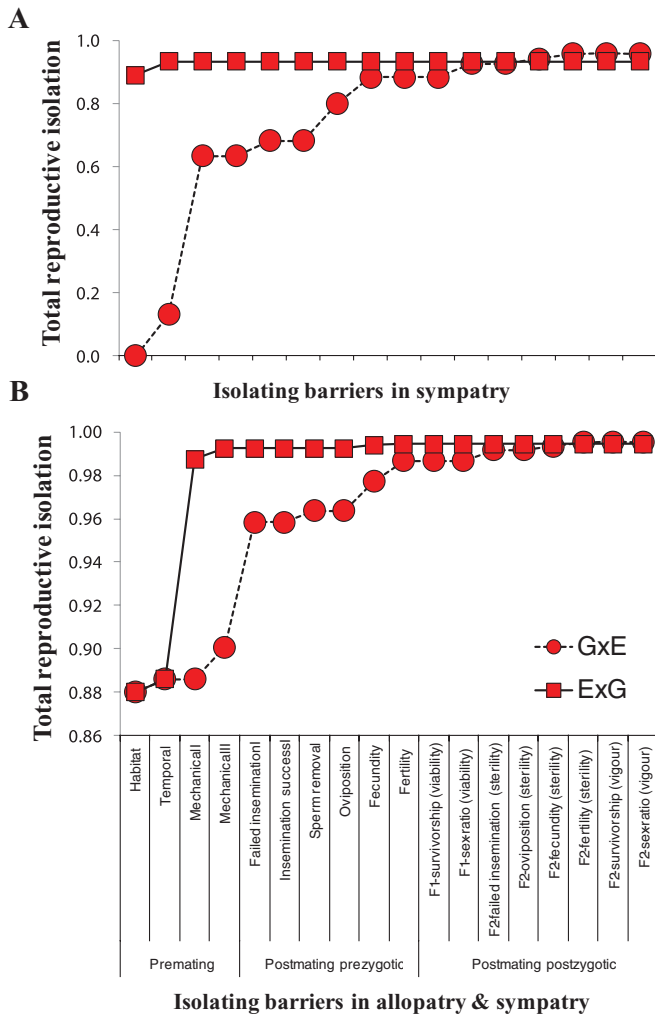 A
Total reproductive isolation
1.0
0.8
0.6
0.4
0.2
0.0
Isolating barriers in sympatry
B
Total reproductive isolation
1.00
0.98
0.96
0.94
0.92
0.90
0.88
0.86
GxE
ExG
Habitat
Temporal
MechanicalI
MechanicalII
Failed inseminationI
Insemination successI
Sperm removal
Oviposition
Fecundity
Fertility
F1-survivorship (viability)
F1-sex-ratio (viability)
F2-failed insemination (sterility)
F2-oviposition (sterility)
F2-fecundity (sterility)
F2-fertility (sterility)
F2-survivorship (vigour)
F2-sex-ratio (vigour)
Premating
Postmating prezygotic
Postmating postzygotic
Isolating barriers in allopatry & sympatry